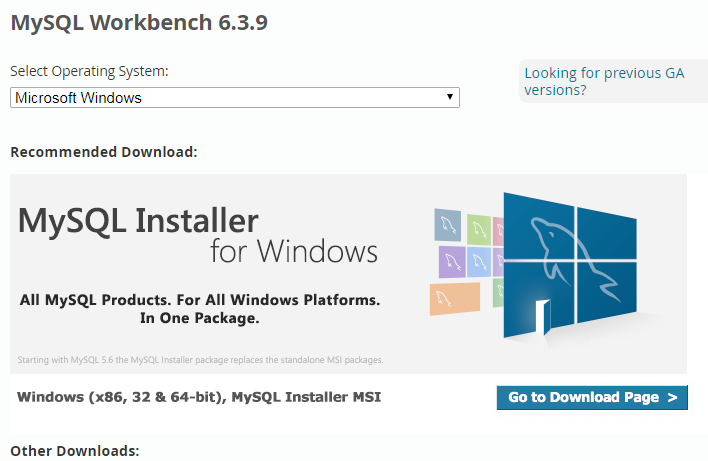 MySQL Workbench 6.3.9
Select Operating System:
Microsoft Windows
Looking for previous GA
versions?
Recommended Download:
MySQL Installer
for Windows
All MySQL Products. For All Windows Platforms.
In One Package.
Starting with MySQL 5.6 the MySQL Installer package replaces the standalone MSI packages.
Windows (x86, 32 & 64-bit), MySQL Installer MSI
Go to Download Page >
Other Downloads: